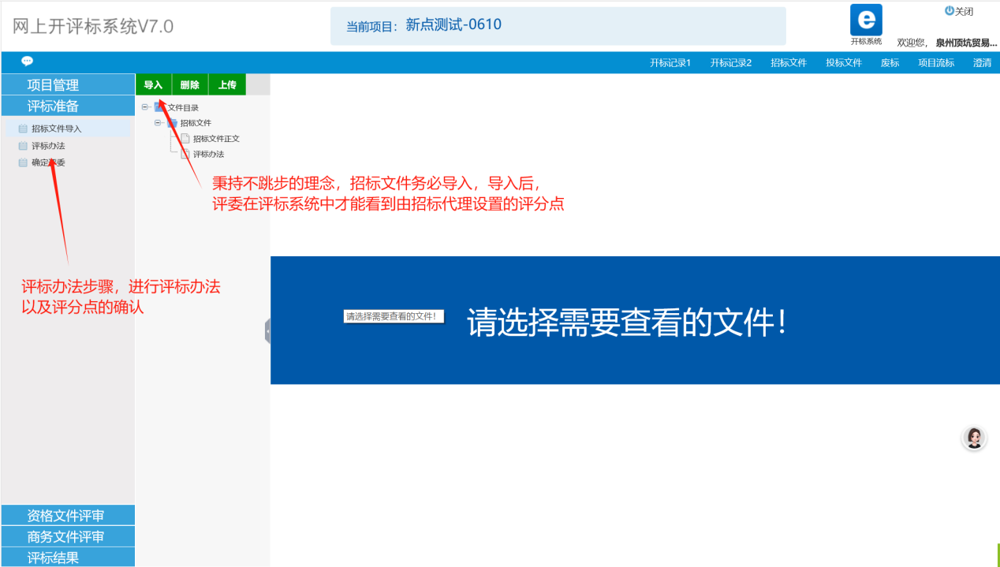 网上开评标系统V7.0
当前项目：新点测试-0610
开标系统
关闭
欢迎您，泉州顶坑贸易...
开标记录1 开标记录2 招标文件 投标文件 废标 项目流标 澄清
项目管理
评标准备
招标文件导入
评标办法
确定评委
导入 删除 上传
文件目录
招标文件
招标文件正文
评标办法
秉持不跳步的理念，招标文件务必导入，导入后，
评委在评标系统中才能看到由招标代理设置的评分点
评标办法步骤，进行评标办法
以及评分点的确认
请选择需要查看的文件！
请选择需要查看的文件！
资格文件评审
商务文件评审
评标结果